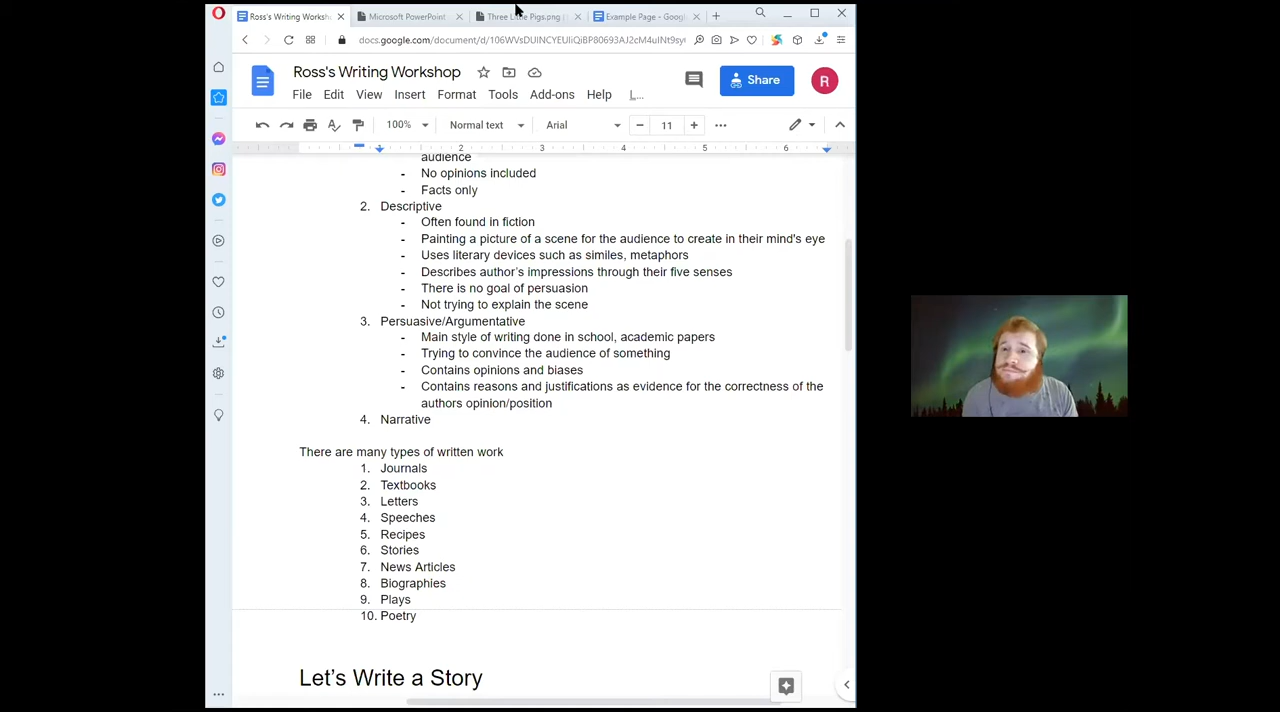 Ross's Writing Worksh
Microsoft PowerPoint
Three Little Pigs.png (
Example Page - Googl
docs.google.com/document/d/
Ross's Writing Workshop
File Edit View Insert Format Tools Add-ons Help L...
Share
R
100% Normal text Arial 11
1 2 3 4 5 6
audience
- No opinions included
- Facts only
2. Descriptive
- Often found in fiction
- Painting a picture of a scene for the audience to create in their mind's eye
- Uses literary devices such as similes, metaphors
- Describes author's impressions through their five senses
- There is no goal of persuasion
- Not trying to explain the scene
3. Persuasive/Argumentative
- Main style of writing done in school, academic papers
- Trying to convince the audience of something
- Contains opinions and biases
- Contains reasons and justifications as evidence for the correctness of the
authors opinion/position
4. Narrative
There are many types of written work
1. Journals
2. Textbooks
3. Letters
4. Speeches
5. Recipes
6. Stories
7. News Articles
8. Biographies
9. Plays
10. Poetry
Let's Write a Story